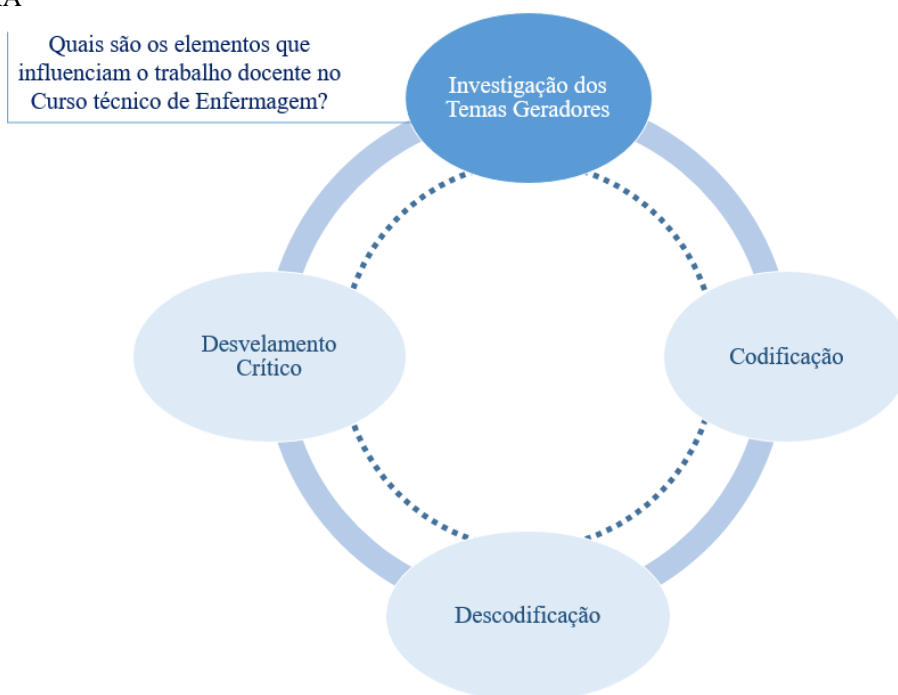 Quais são os elementos que
influenciam o trabalho docente no
Curso técnico de Enfermagem?
Investigação dos
Temas Geradores
Desvelamento
Crítico
Codificação
Descodificação